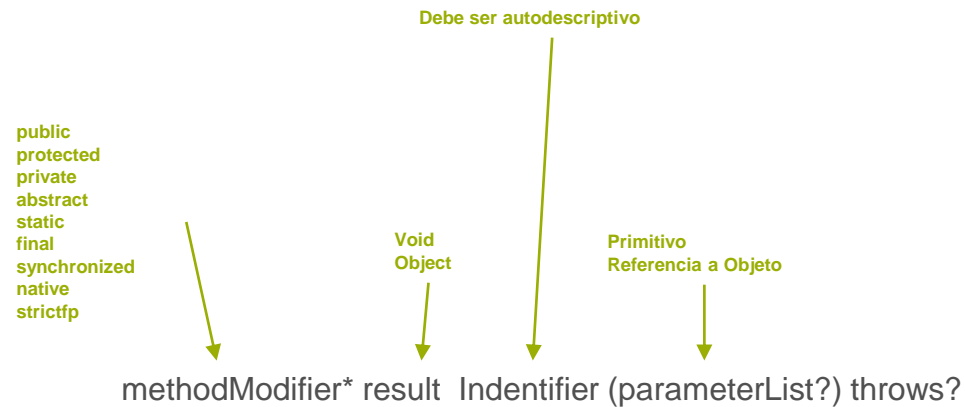 Debe ser autodescriptivo
public
protected
private
abstract
static
final
synchronized
native
strictfp
Void
Object
Primitivo
Referencia a Objeto
methodModifier* result Indentifier (parameterList?) throws?